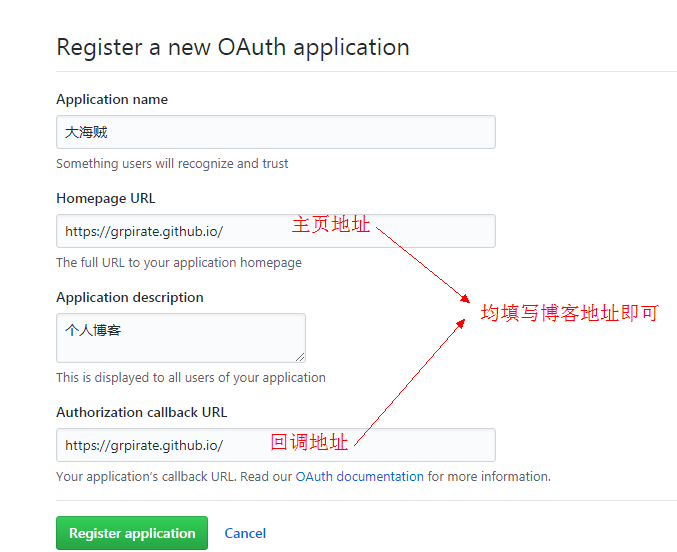 Register a new OAuth application
Application name
大海贼
Something users will recognize and trust
Homepage URL
https://grpirate.github.io/
主页地址
The full URL to your application homepage
Application description
均填写博客地址即可
个人博客
This is displayed to all users of your application
Authorization callback URL
https://grpirate.github.io/
回调地址
Your application's callback URL. Read our OAuth documentation for more information.
Register application
Cancel